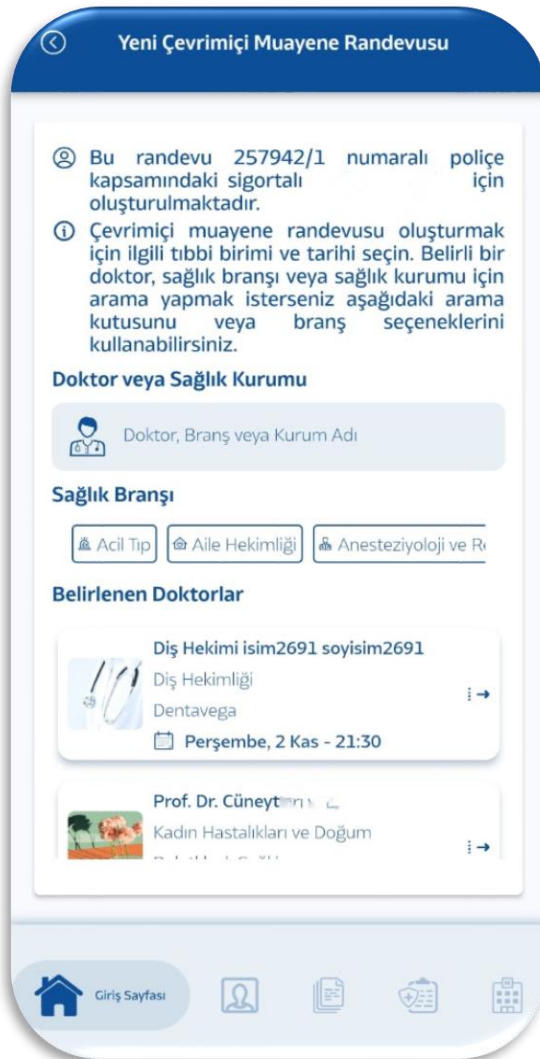 Yeni Çevrimiçi Muayene Randevusu
Bu randevu 257942/1 numaralı poliçe
kapsamındaki sigortalı için
oluşturulmaktadır.
Çevrimiçi muayene randevusu oluşturmak
için ilgili tıbbi birimi ve tarihi seçin. Belirli bir
doktor, sağlık branşı veya sağlık kurumu için
arama yapmak isterseniz aşağıdaki arama
kutusunu veya branş seçeneklerini
kullanabilirsiniz.
Doktor veya Sağlık Kurumu
Doktor, Branş veya Kurum Adı
Sağlık Branşı
Acil Tıp Aile Hekimliği Anesteziyoloji ve
Belirlenen Doktorlar
Diş Hekimi isim2691 soyisim2691
Diş Hekimliği
Dentavega
Perşembe, 2 Kas - 21:30
Prof. Dr. Cüneyt
Kadın Hastalıkları ve Doğum
Giriş Sayfası